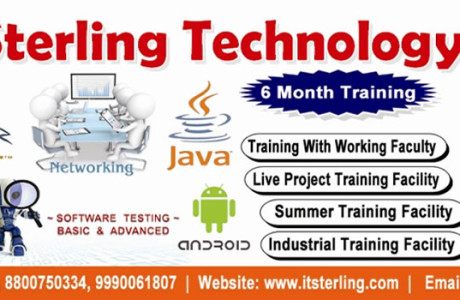 Sterling Technology
6 Month Training
Networking
Java
Training With Working Faculty
Live Project Training Facility
~ SOFTWARE TESTING ~
BASIC & ADVANCED
ANDROID
Summer Training Facility
Industrial Training Facility
8800750334, 9990061807 | Website: www.itsterling.com | Emai